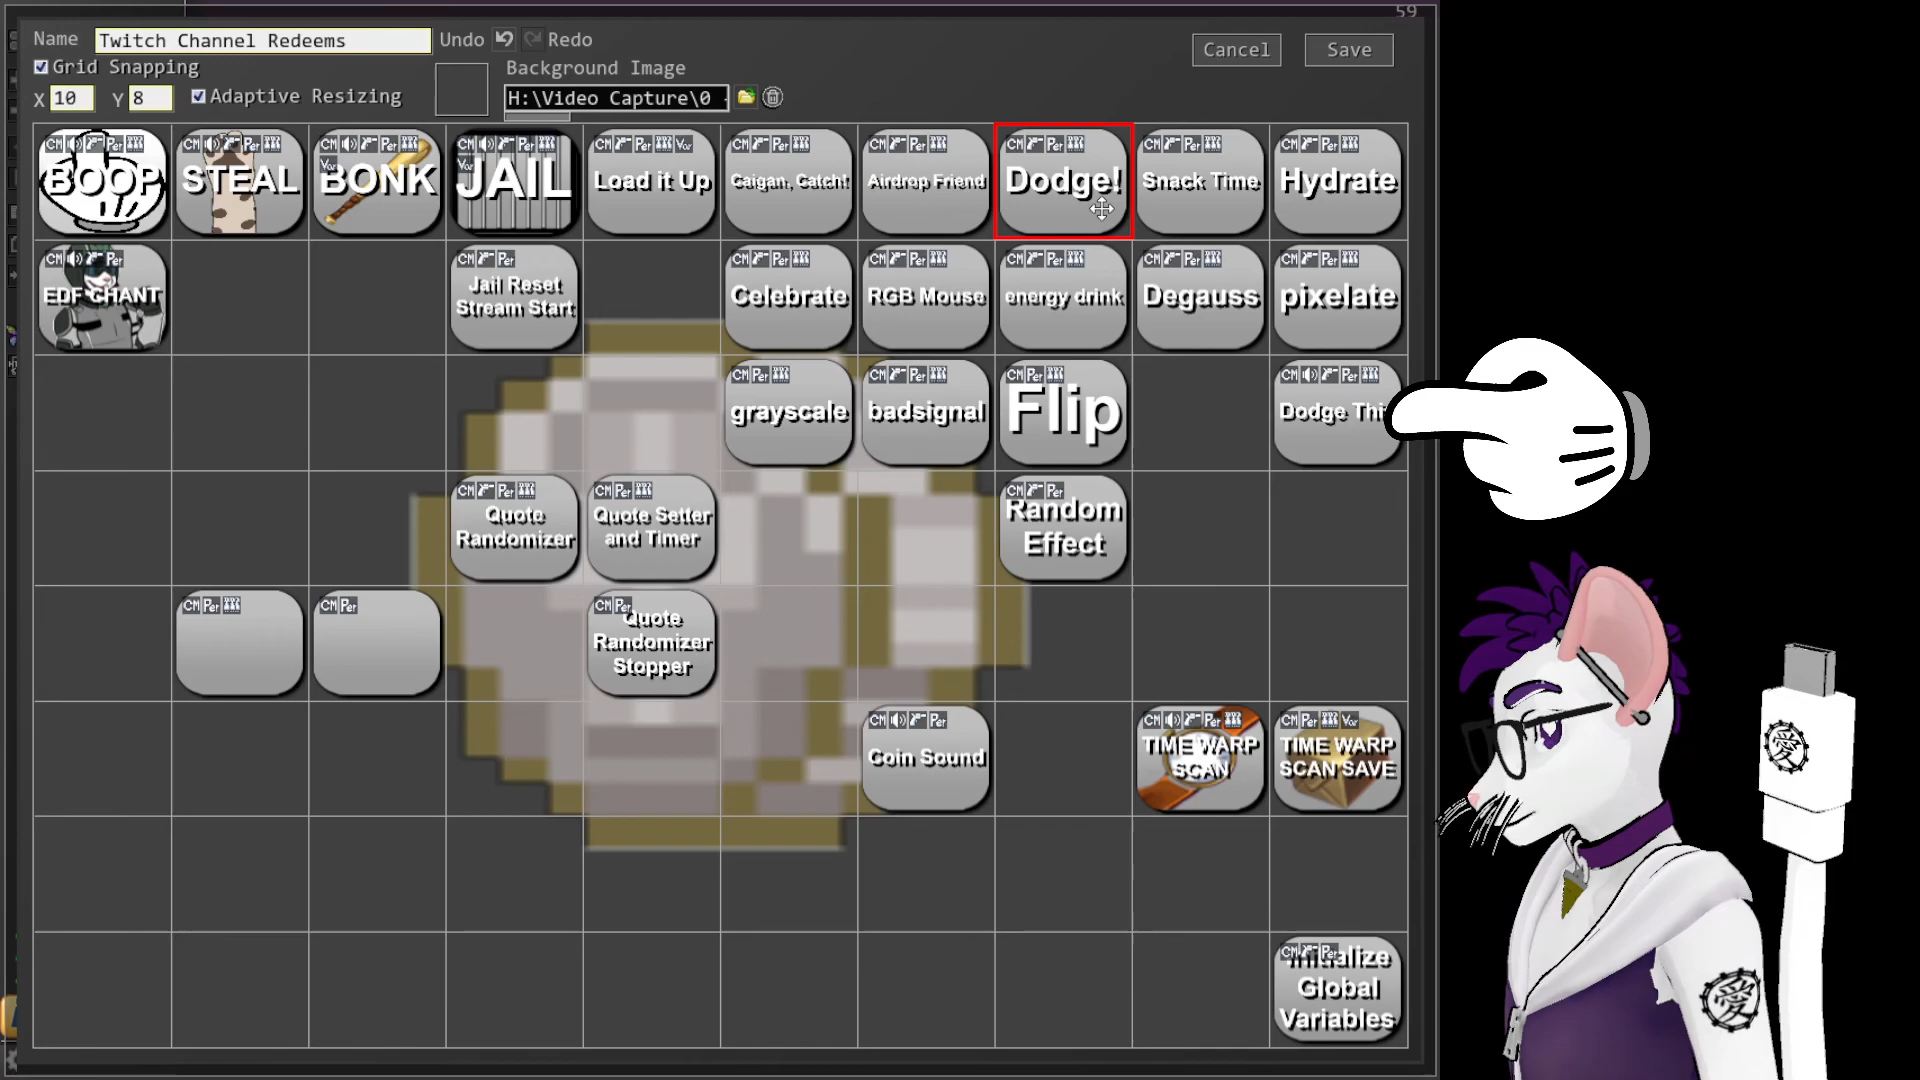 59
Name Twitch Channel Redeems Undo Redo
Grid Snapping Background Image Cancel Save
X 10 Y 8 Adaptive Resizing H:\Video Capture\0
BOOP STEAL BONK JAIL Load it Up Caigan, Catch! Airdrop Friend Dodge! Snack Time Hydrate
EDF CHANT Jail Reset Stream Start Celebrate RGB Mouse energy drink Degauss pixelate
grayscale badsignal Flip Dodge Thi
Quote Randomizer Quote Setter and Timer Random Effect
Quote Randomizer Stopper
Coin Sound TIME WARP SCAN TIME WARP SCAN SAVE
Initialize Global Variables
愛
愛